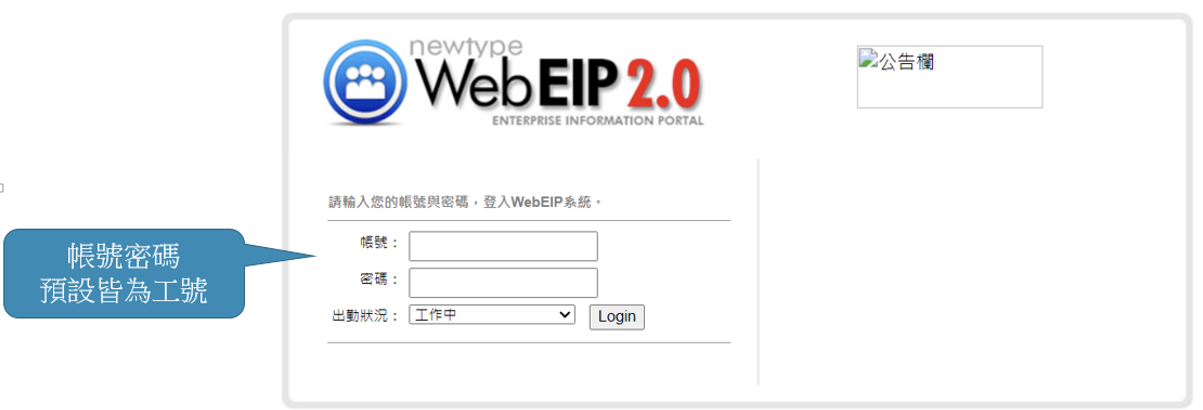 newtype
WebEIP 2.0
ENTERPRISE INFORMATION PORTAL
公告欄
請輸入您的帳號與密碼，登入WebEIP系統。
帳號：
密碼：
出勤狀況： 工作中 Login
帳號密碼
預設皆為工號